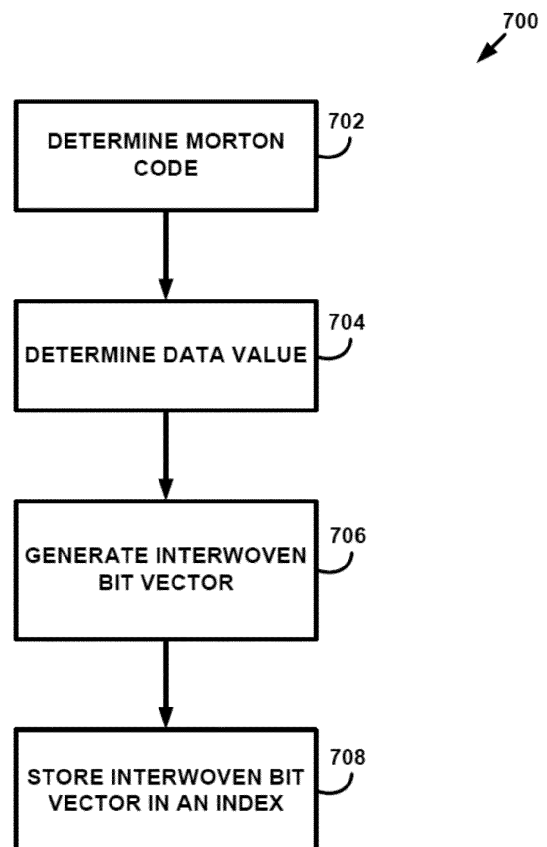 700
DETERMINE MORTON
CODE
702
DETERMINE DATA VALUE
704
GENERATE INTERWOVEN
BIT VECTOR
706
STORE INTERWOVEN BIT
VECTOR IN AN INDEX
708